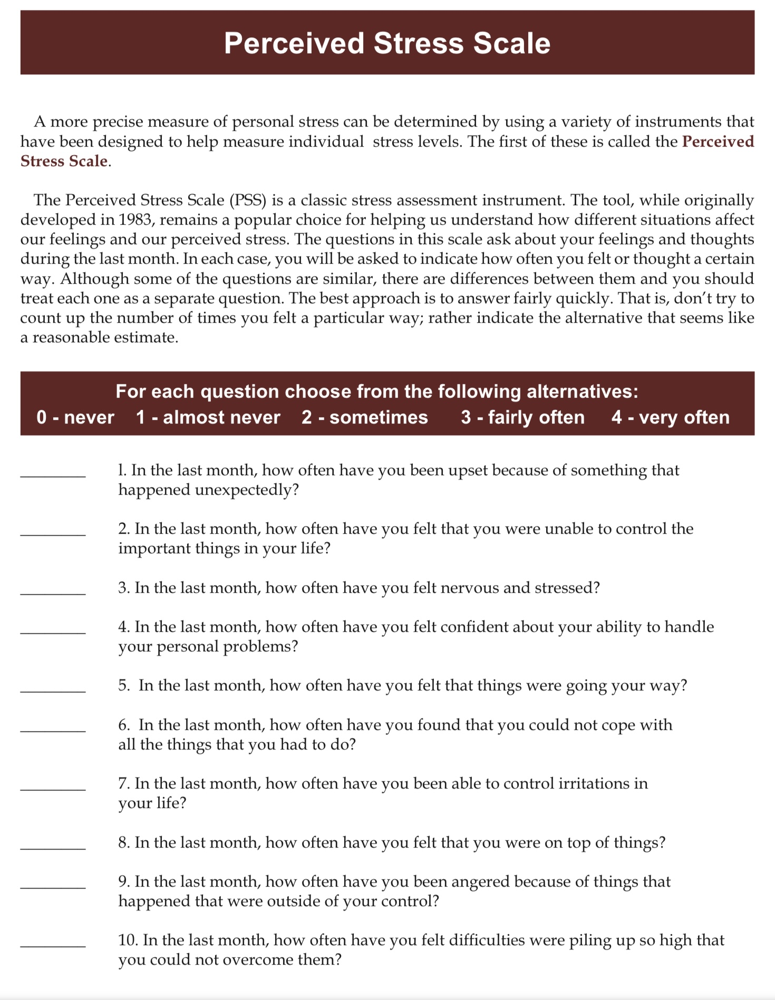 Perceived Stress Scale
A more precise measure of personal stress can be determined by using a variety of instruments that
have been designed to help measure individual stress levels. The first of these is called the Perceived
Stress Scale.
The Perceived Stress Scale (PSS) is a classic stress assessment instrument. The tool, while originally
developed in 1983, remains a popular choice for helping us understand how different situations affect
our feelings and our perceived stress. The questions in this scale ask about your feelings and thoughts
during the last month. In each case, you will be asked to indicate how often you felt or thought a certain
way. Although some of the questions are similar, there are differences between them and you should
treat each one as a separate question. The best approach is to answer fairly quickly. That is, don’t try to
count up the number of times you felt a particular way; rather indicate the alternative that seems like
a reasonable estimate.
For each question choose from the following alternatives:
0 - never 1 - almost never 2 - sometimes 3 - fairly often 4 - very often
________ l. In the last month, how often have you been upset because of something that
happened unexpectedly?
________ 2. In the last month, how often have you felt that you were unable to control the
important things in your life?
________ 3. In the last month, how often have you felt nervous and stressed?
________ 4. In the last month, how often have you felt confident about your ability to handle
your personal problems?
________ 5. In the last month, how often have you felt that things were going your way?
________ 6. In the last month, how often have you found that you could not cope with
all the things that you had to do?
________ 7. In the last month, how often have you been able to control irritations in
your life?
________ 8. In the last month, how often have you felt that you were on top of things?
________ 9. In the last month, how often have you been angered because of things that
happened that were outside of your control?
________ 10. In the last month, how often have you felt difficulties were piling up so high that
you could not overcome them?